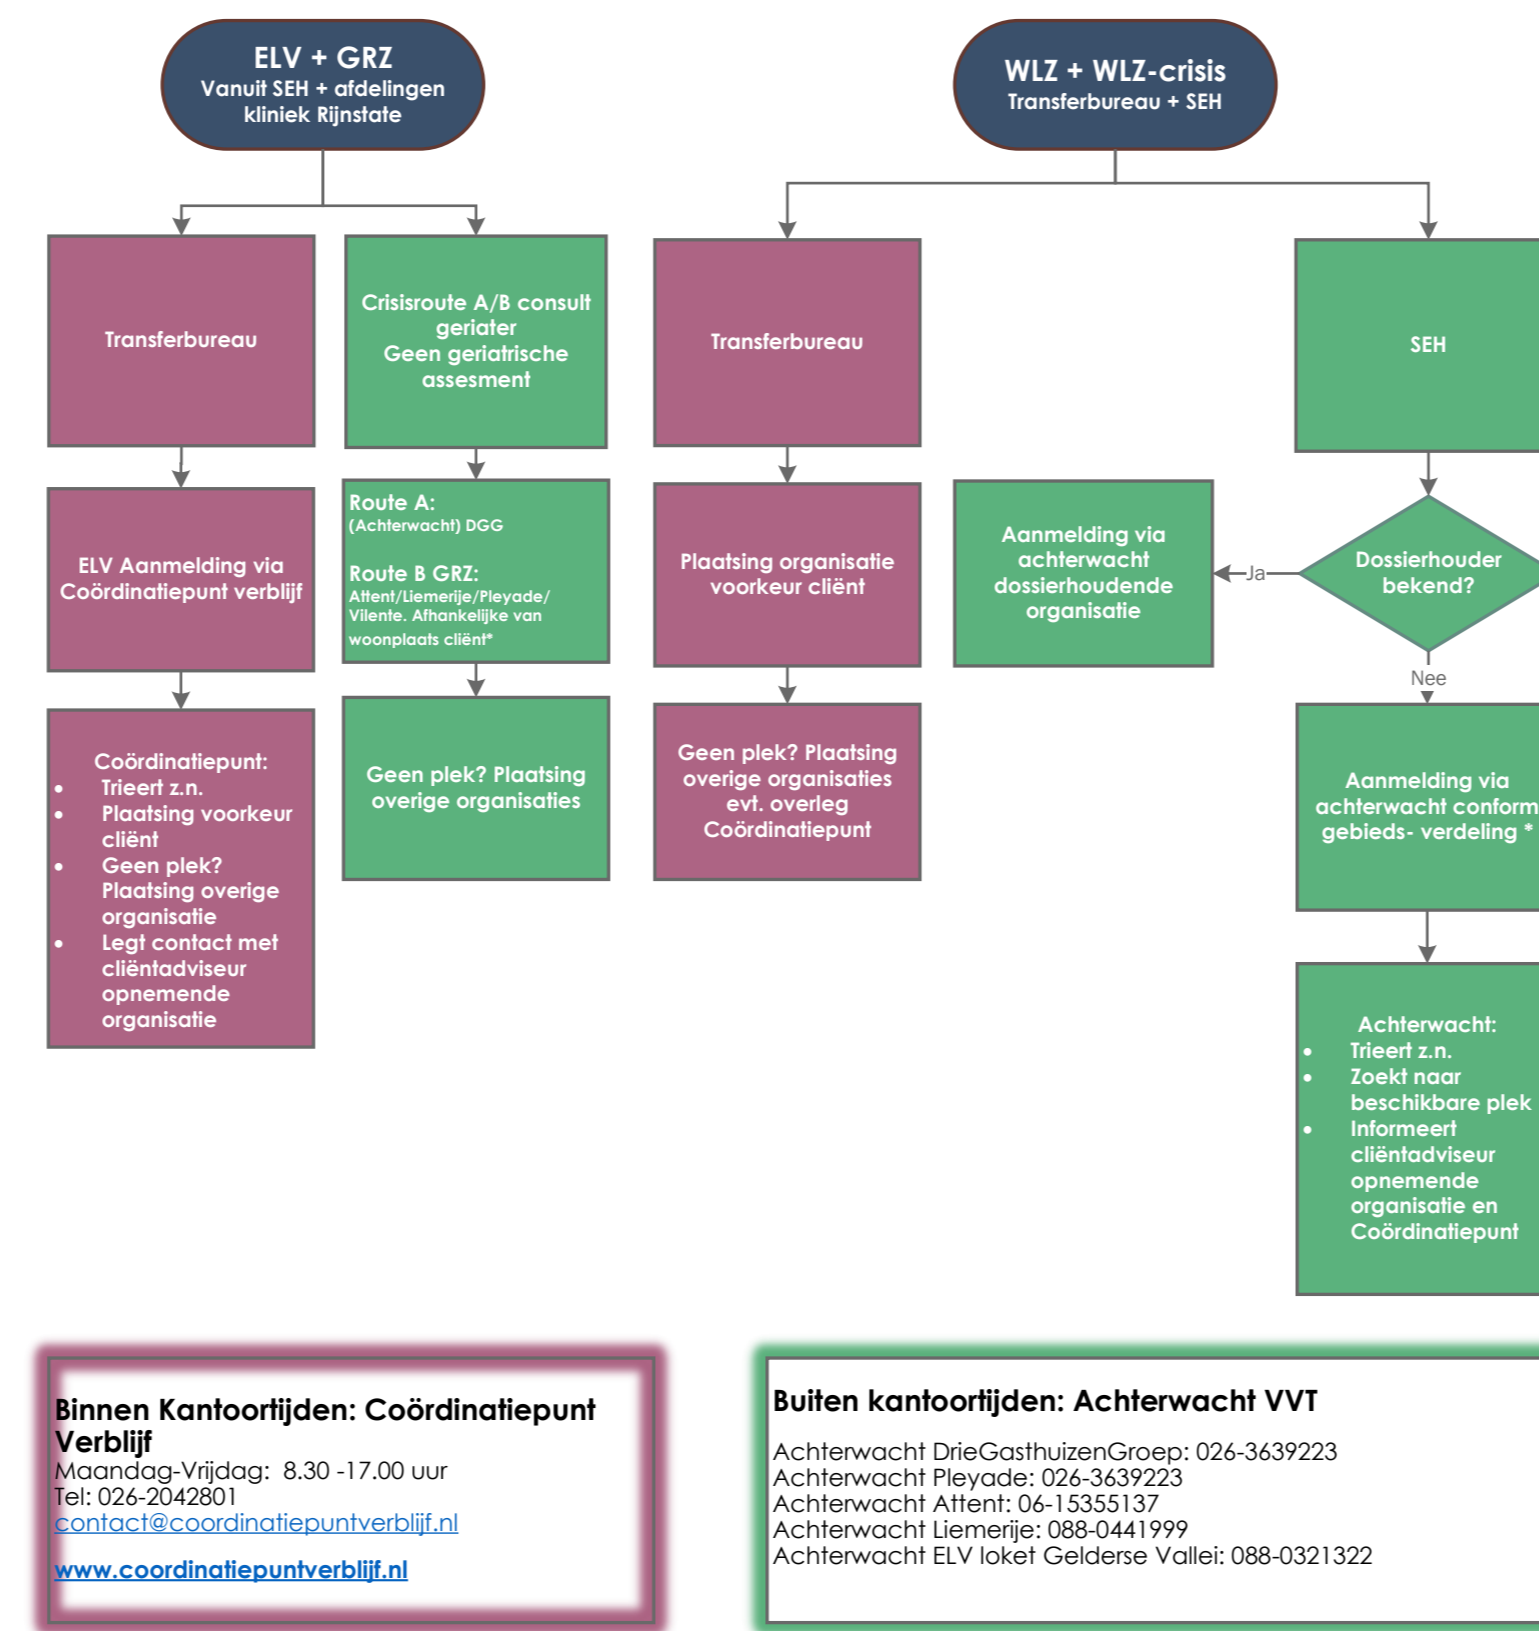 ELV + GRZ
Vanuit SEH + afdelingen
kliniek Rijnstate
Transferbureau
ELV Aanmelding via
Coördinatiepunt verblijf
Coördinatiepunt:
• Trieert z.n.
• Plaatsing voorkeur
cliënt
• Geen plek?
Plaatsing overige
organisatie
• Legt contact met
cliëntadviseur
opnemende
organisatie
Crisisroute A/B consult
geriater
Geen geriatrische
assesment
Route A:
(Achterwacht) DGG
Route B GRZ:
Attent/Liemerije/Pleyade/
Vilente. Afhankelijke van
woonplaats cliënt*
Geen plek? Plaatsing
overige organisaties
WLZ + WLZ-crisis
Transferbureau + SEH
Transferbureau
Plaatsing organisatie
voorkeur cliënt
Geen plek? Plaatsing
overige organisaties
evt. overleg
Coördinatiepunt
SEH
Dossierhouder
bekend?
Ja
Aanmelding via
achterwacht
dossierhoudende
organisatie
Nee
Aanmelding via
achterwacht conform
gebieds- verdeling *
Achterwacht:
• Trieert z.n.
• Zoekt naar
beschikbare plek
• Informeert
cliëntadviseur
opnemende
organisatie en
Coördinatiepunt
Binnen Kantoortijden: Coördinatiepunt
Verblijf
Maandag-Vrijdag: 8.30 -17.00 uur
Tel: 026-2042801
contact@coordinatiepuntverblijf.nl
www.coordinatiepuntverblijf.nl
Buiten kantoortijden: Achterwacht VVT
Achterwacht DrieGasthuizenGroep: 026-3639223
Achterwacht Pleyade: 026-3639223
Achterwacht Attent: 06-15355137
Achterwacht Liemerije: 088-0441999
Achterwacht ELV loket Gelderse Vallei: 088-0321322